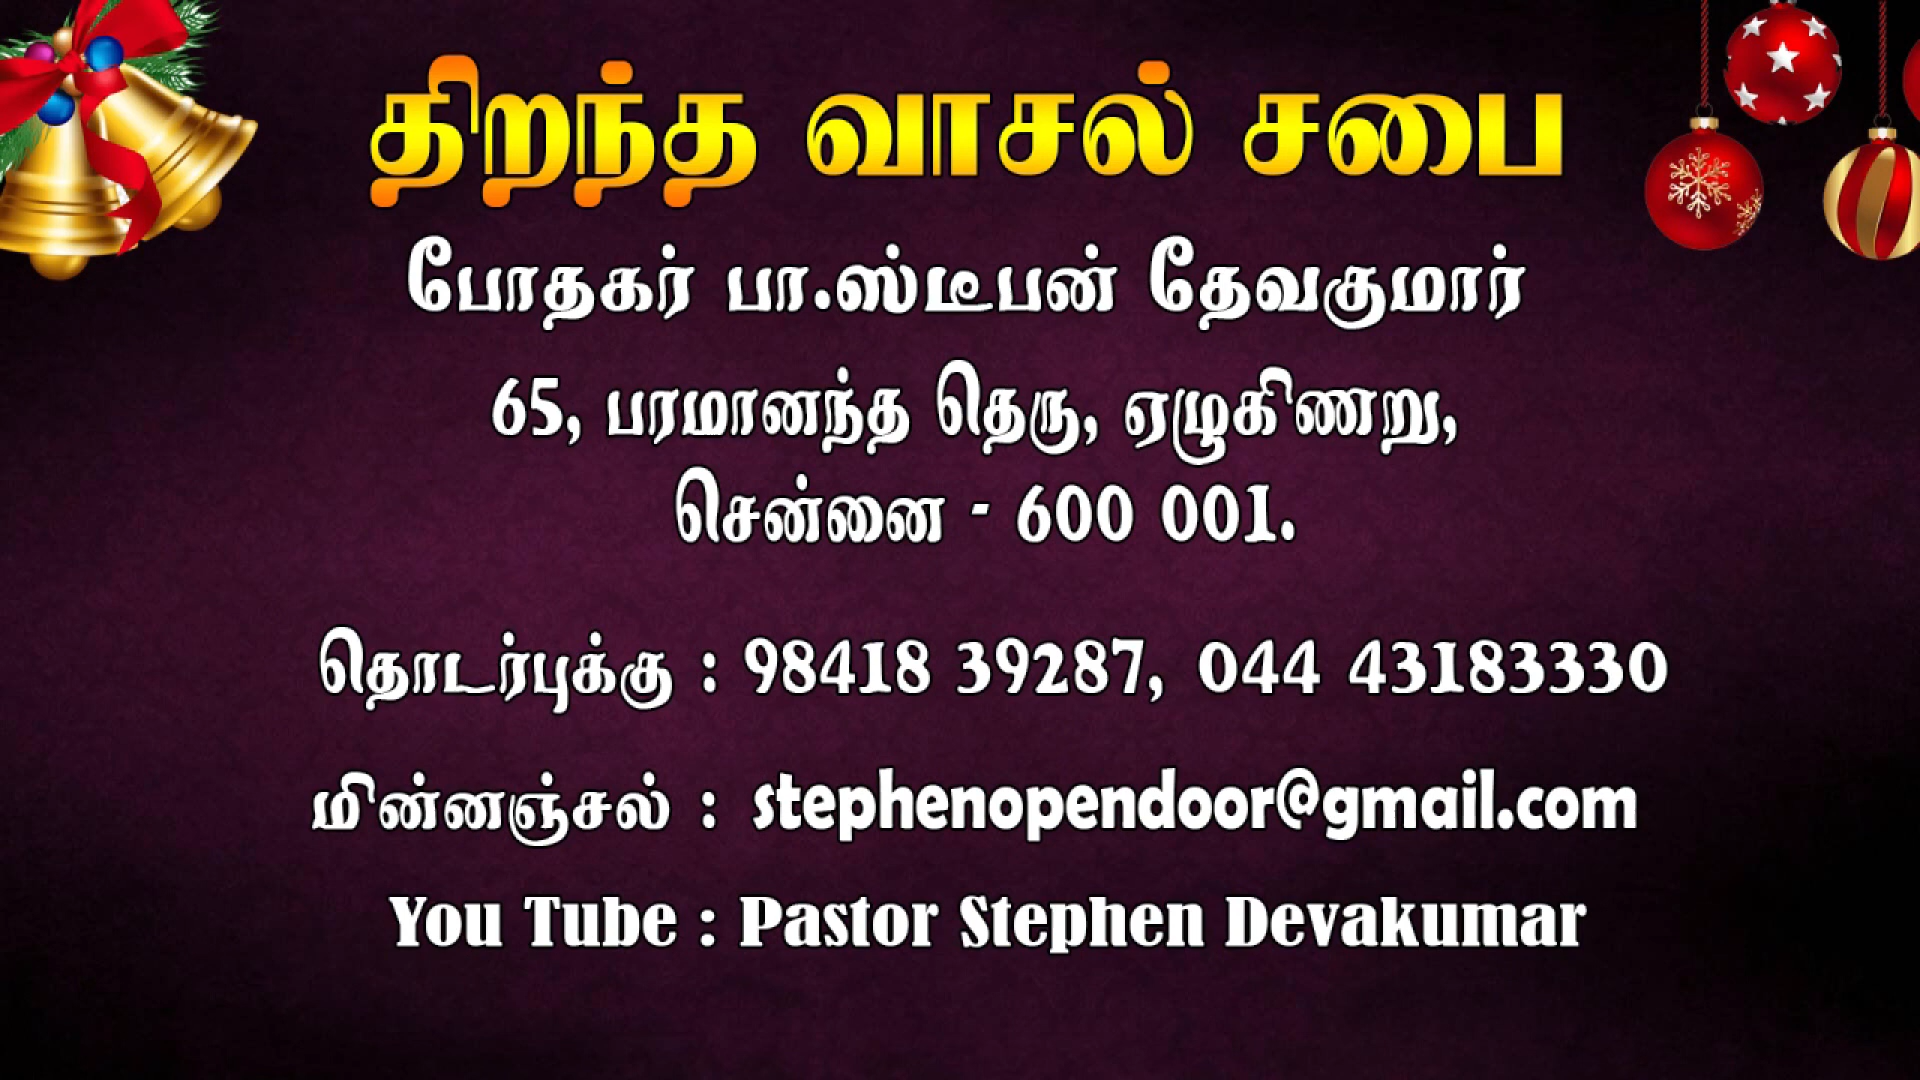 திறந்த வாசல் சபை
போதகர் பா.ஸ்டீபன் தேவகுமார்
65, பரமானந்த தெரு, ஏழுகிணறு,
சென்னை - 600 001.
தொடர்புக்கு : 98418 39287, 044 43183330
மின்னஞ்சல் : stephenopendoor@gmail.com
You Tube : Pastor Stephen Devakumar